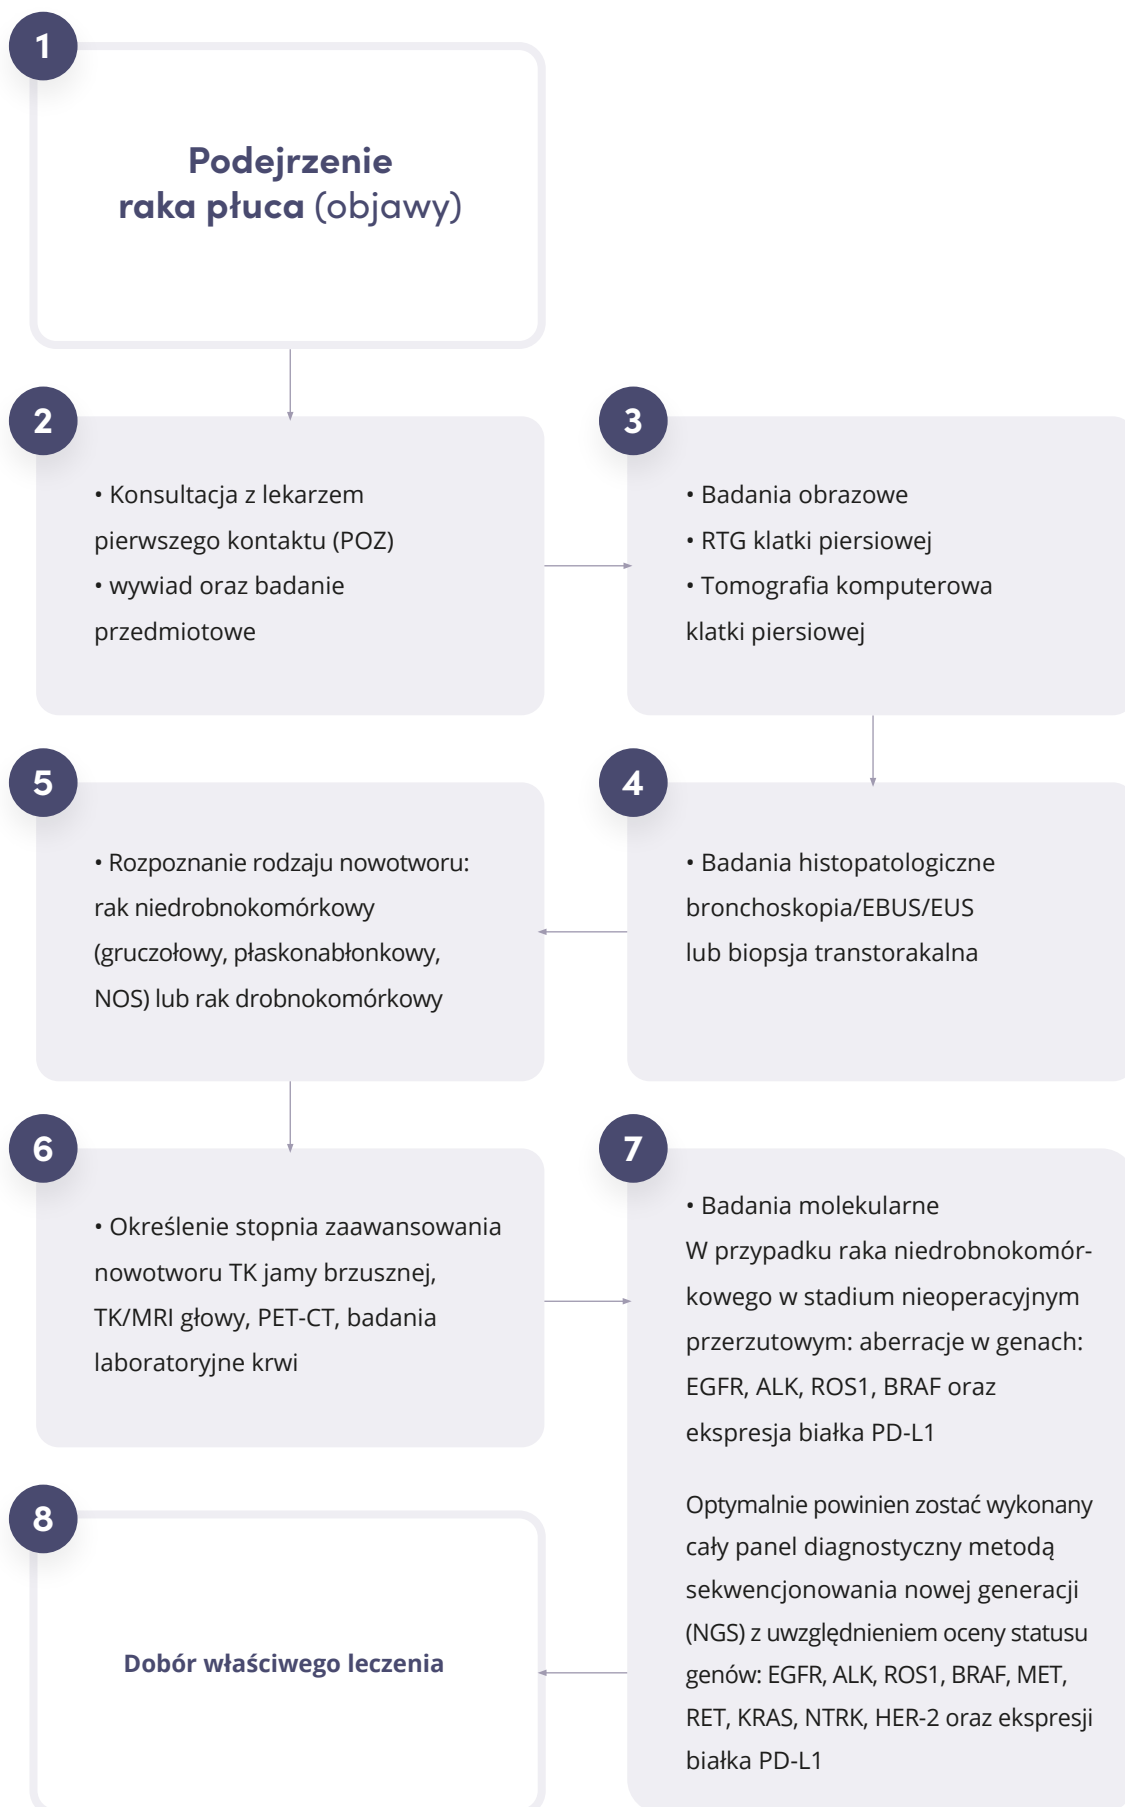 1
Podejrzenie
raka płuca (objawy)
2
• Konsultacja z lekarzem
pierwszego kontaktu (POZ)
• wywiad oraz badanie
przedmiotowe
3
• Badania obrazowe
• RTG klatki piersiowej
• Tomografia komputerowa
klatki piersiowej
4
• Badania histopatologiczne
bronchoskopia/EBUS/EUS
lub biopsja transtorakalna
5
• Rozpoznanie rodzaju nowotworu:
rak niedrobnokomórkowy
(gruczołowy, płaskonabłonkowy,
NOS) lub rak drobnokomórkowy
6
• Określenie stopnia zaawansowania
nowotworu TK jamy brzusznej,
TK/MRI głowy, PET-CT, badania
laboratoryjne krwi
7
• Badania molekularne
W przypadku raka niedrobnokomór-
kowego w stadium nieoperacyjnym
przerzutowym: aberracje w genach:
EGFR, ALK, ROS1, BRAF oraz
ekspresja białka PD-L1
Optymalnie powinien zostać wykonany
cały panel diagnostyczny metodą
sekwencjonowania nowej generacji
(NGS) z uwzględnieniem oceny statusu
genów: EGFR, ALK, ROS1, BRAF, MET,
RET, KRAS, NTRK, HER-2 oraz ekspresji
białka PD-L1
8
Dobór właściwego leczenia